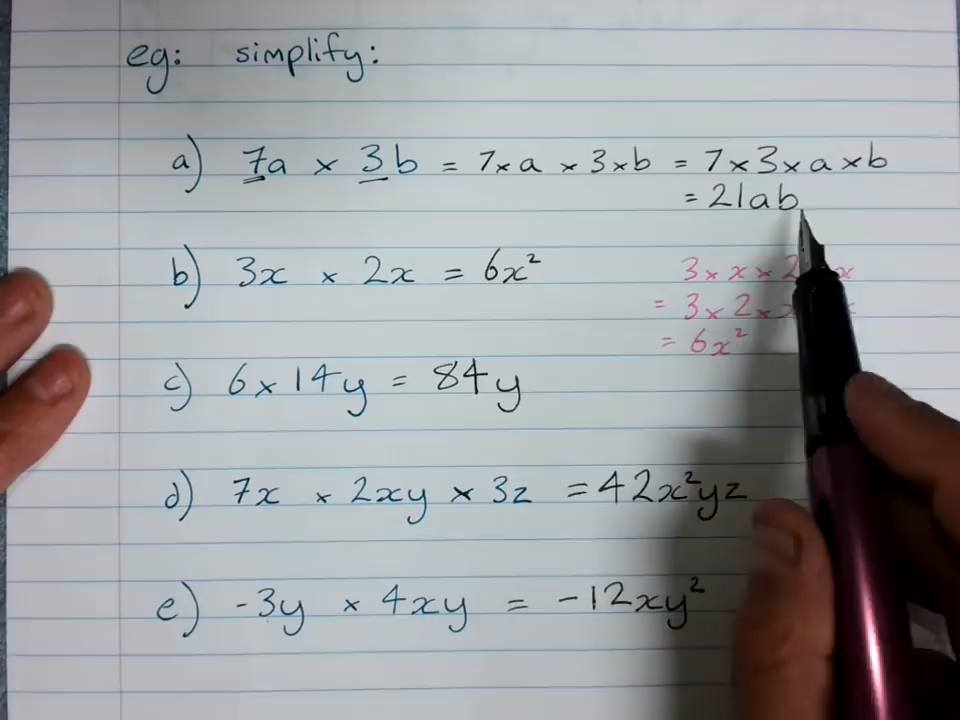 eg: simplify:
a) 7a × 3b = 7×a × 3×b = 7×3×a×b
= 21ab
b) 3x × 2x = 6x²
3×x×2 x
= 3×2×
= 6x²
c) 6×14y = 84y
d) 7x × 2xy × 3z = 42x²yz
e) -3y × 4xy = -12xy²